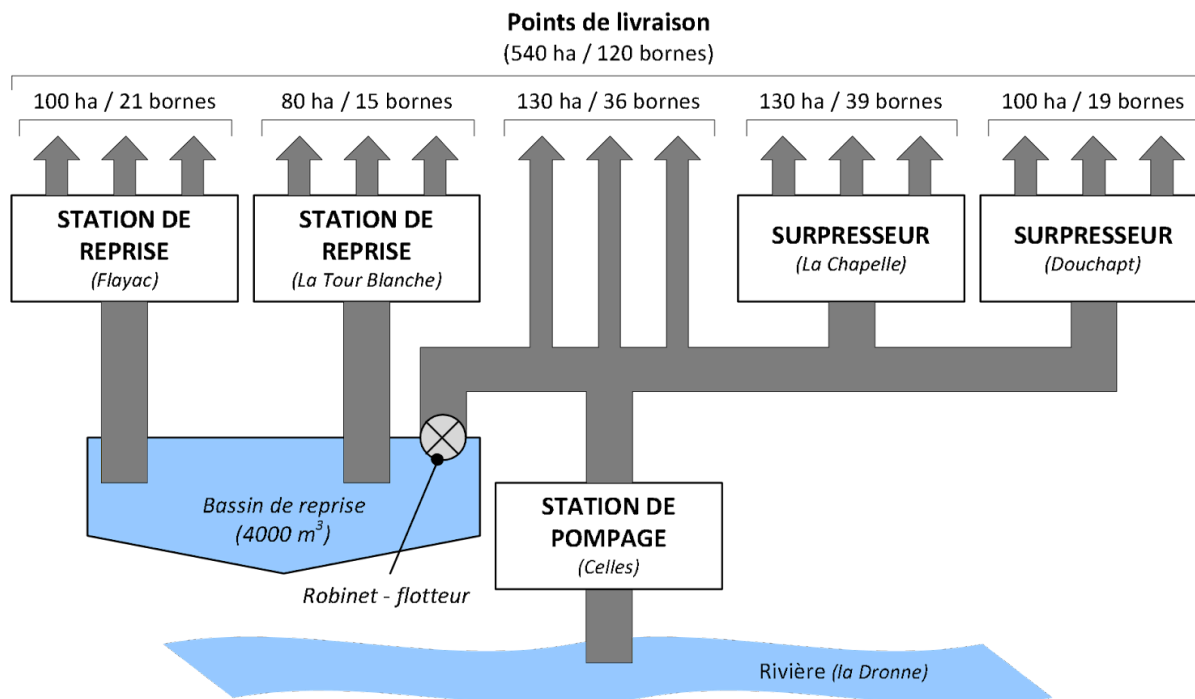 Points de livraison
(540 ha / 120 bornes)
100 ha / 21 bornes
80 ha / 15 bornes
130 ha / 36 bornes
130 ha / 39 bornes
100 ha / 19 bornes
STATION DE
REPRISE
(Flayac)
STATION DE
REPRISE
(La Tour Blanche)
SURPRESSEUR
(La Chapelle)
SURPRESSEUR
(Douchapt)
Bassin de reprise
(4000 m³)
Robinet - flotteur
STATION DE
POMPAGE
(Celles)
Rivière (la Dronne)